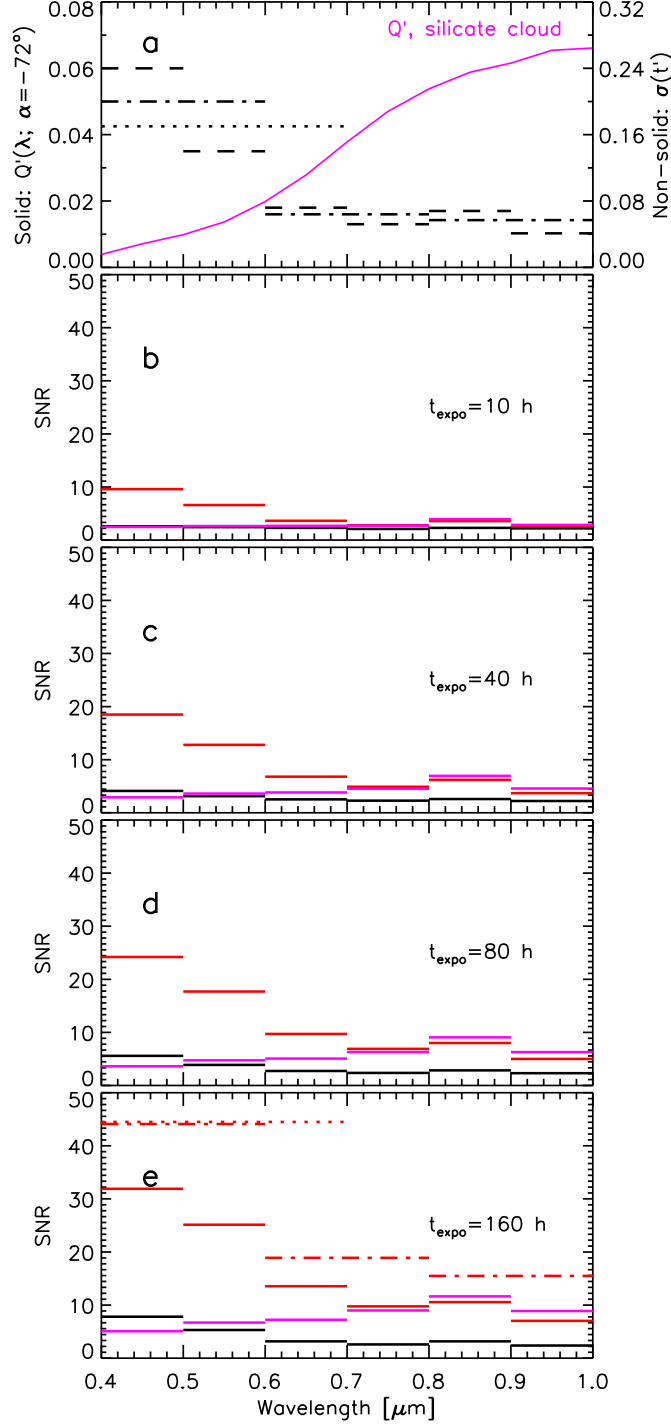 Q', silicate cloud
a
Solid: Q'(λ; α=−72°)
Non−solid: σ(t')
0.08
0.06
0.04
0.02
0.00
0.32
0.24
0.16
0.08
0.00
b
t_expo=10 h
SNR
50
40
30
20
10
0
c
t_expo=40 h
SNR
50
40
30
20
10
0
d
t_expo=80 h
SNR
50
40
30
20
10
0
e
t_expo=160 h
SNR
50
40
30
20
10
0
0.4 0.5 0.6 0.7 0.8 0.9 1.0
Wavelength [μm]